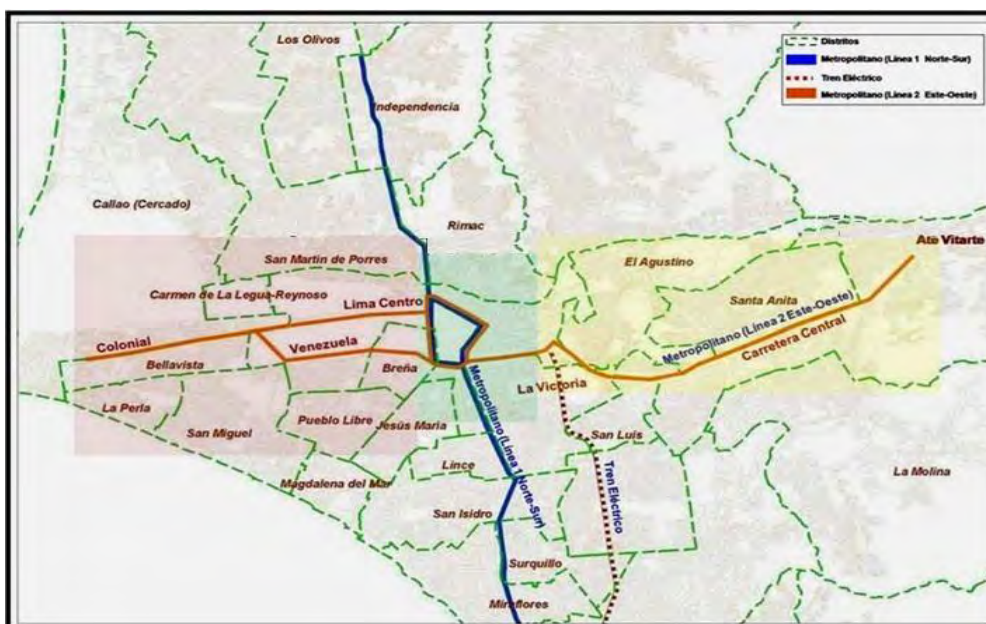 Los Olivos
Distritos
Metropolitano (Línea 1 Norte-Sur)
Tren Eléctrico
Metropolitano (Línea 2 Este-Oeste)
Independencia
Callao (Cercado)
Rimac
Ate Vitarte
San Martin de Porres
El Agustino
Carmen de La Legua-Reynoso
Lima Centro
Santa Anita
Metropolitano (Línea 2 Este-Oeste)
Carretera Central
Colonial
Venezuela
Bellavista
Breña
La Victoria
La Perla
Pueblo Libre
Jesús Maria
San Miguel
Metropolitano (Línea 1 Norte-Sur)
San Luis
Lince
Tren Eléctrico
La Molina
Magdalena del Mar
San Isidro
Surquillo
Miraflores